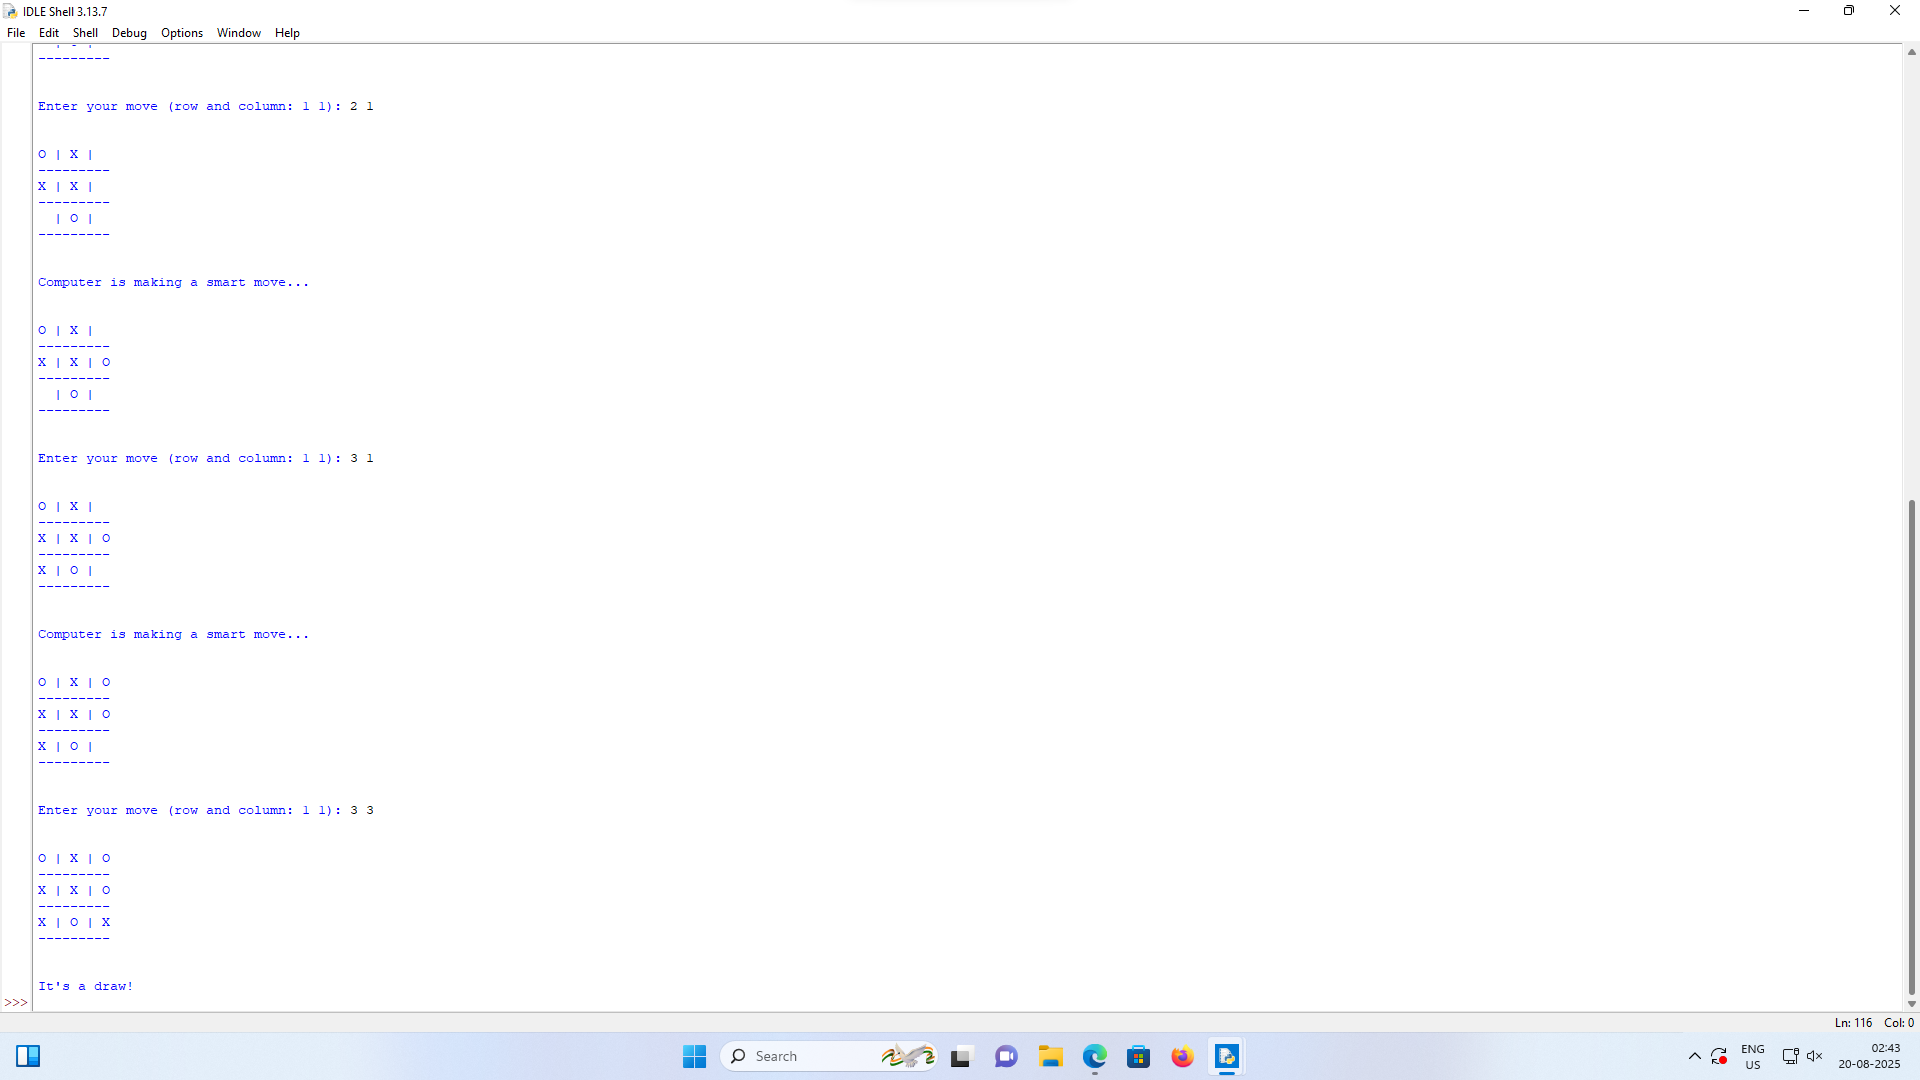 IDLE Shell 3.13.7
File Edit Shell Debug Options Window Help
---------
Enter your move (row and column: 1 1): 2 1
O | X |
---------
X | X |
---------
  | O |
---------
Computer is making a smart move...
O | X |
---------
X | X | O
---------
  | O |
---------
Enter your move (row and column: 1 1): 3 1
O | X |
---------
X | X | O
---------
X | O |
---------
Computer is making a smart move...
O | X | O
---------
X | X | O
---------
X | O |
---------
Enter your move (row and column: 1 1): 3 3
O | X | O
---------
X | X | O
---------
X | O | X
---------
It's a draw!
>>>
Ln: 116 Col: 0
Search
ENG
US
02:43
20-08-2025